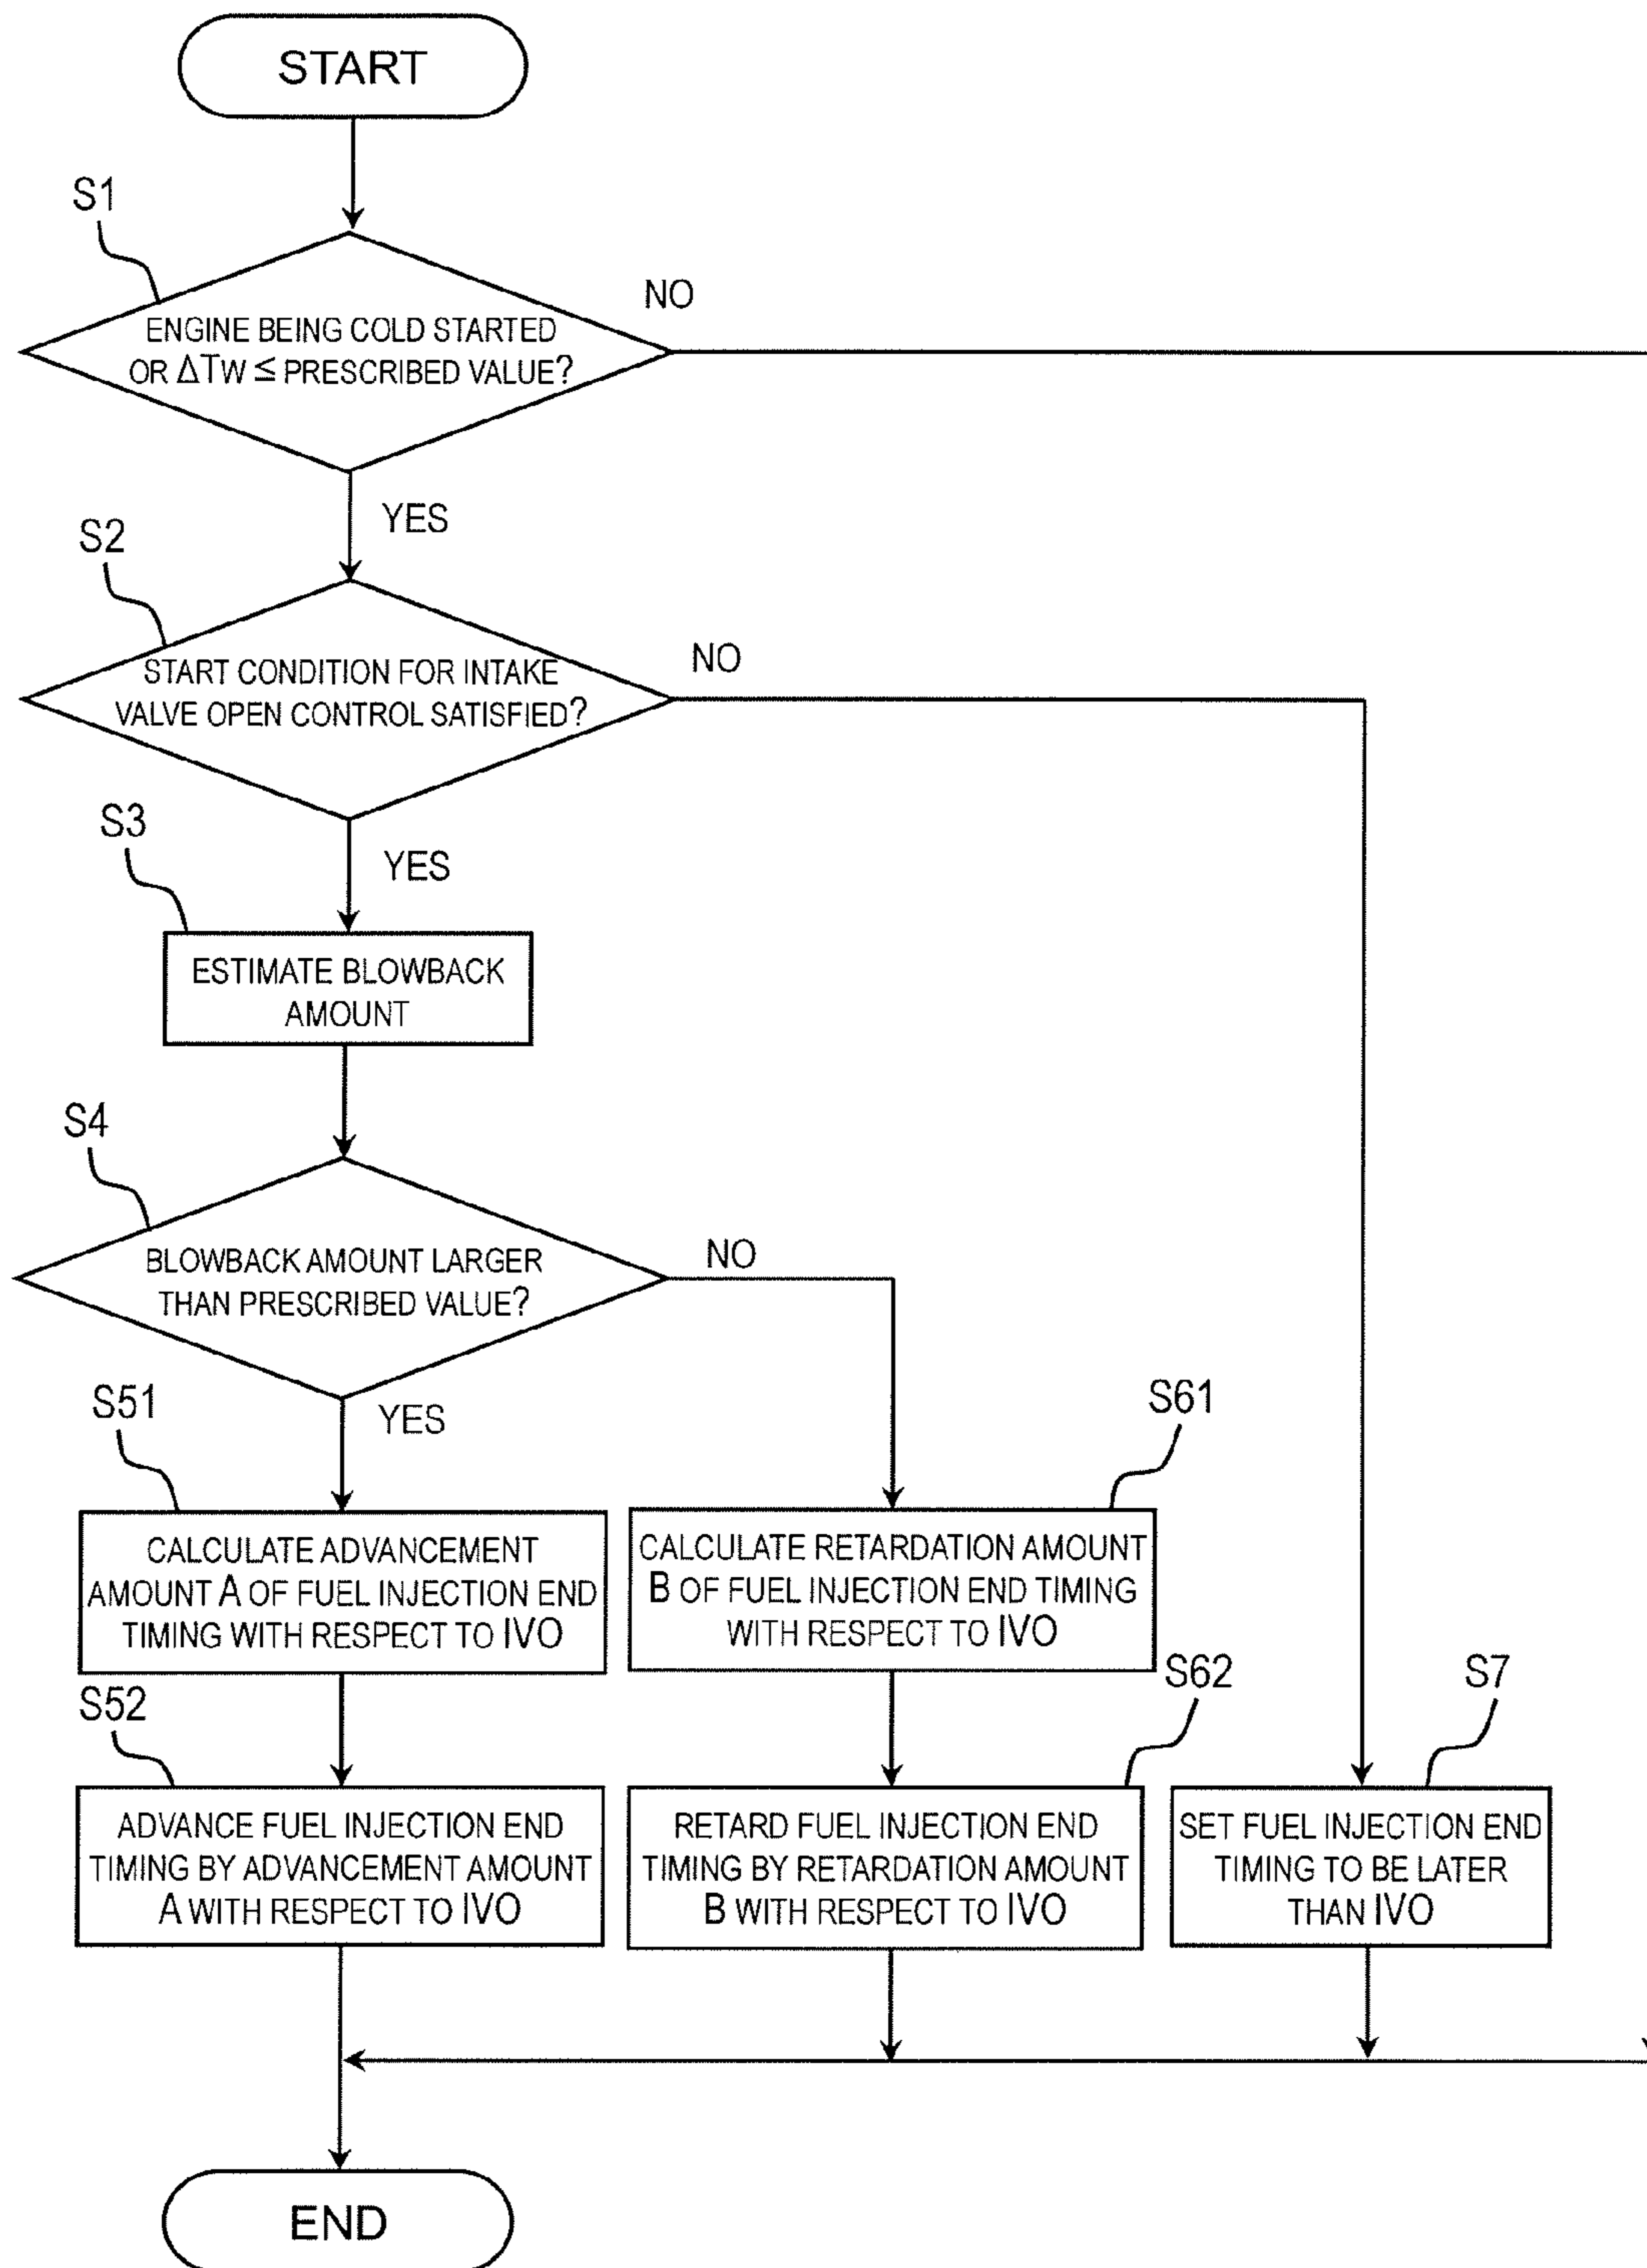 START
S1
NO
ENGINE BEING COLD STARTED
OR ΔTW ≤ PRESCRIBED VALUE?
YES
S2
NO
START CONDITION FOR INTAKE
VALVE OPEN CONTROL SATISFIED?
YES
S3
ESTIMATE BLOWBACK
AMOUNT
S4
NO
BLOWBACK AMOUNT LARGER
THAN PRESCRIBED VALUE?
YES
S51
CALCULATE ADVANCEMENT
AMOUNT A OF FUEL INJECTION END
TIMING WITH RESPECT TO IVO
S61
CALCULATE RETARDATION AMOUNT
B OF FUEL INJECTION END TIMING
WITH RESPECT TO IVO
S52
ADVANCE FUEL INJECTION END
TIMING BY ADVANCEMENT AMOUNT
A WITH RESPECT TO IVO
S62
RETARD FUEL INJECTION END
TIMING BY RETARDATION AMOUNT
B WITH RESPECT TO IVO
S7
SET FUEL INJECTION END
TIMING TO BE LATER
THAN IVO
END